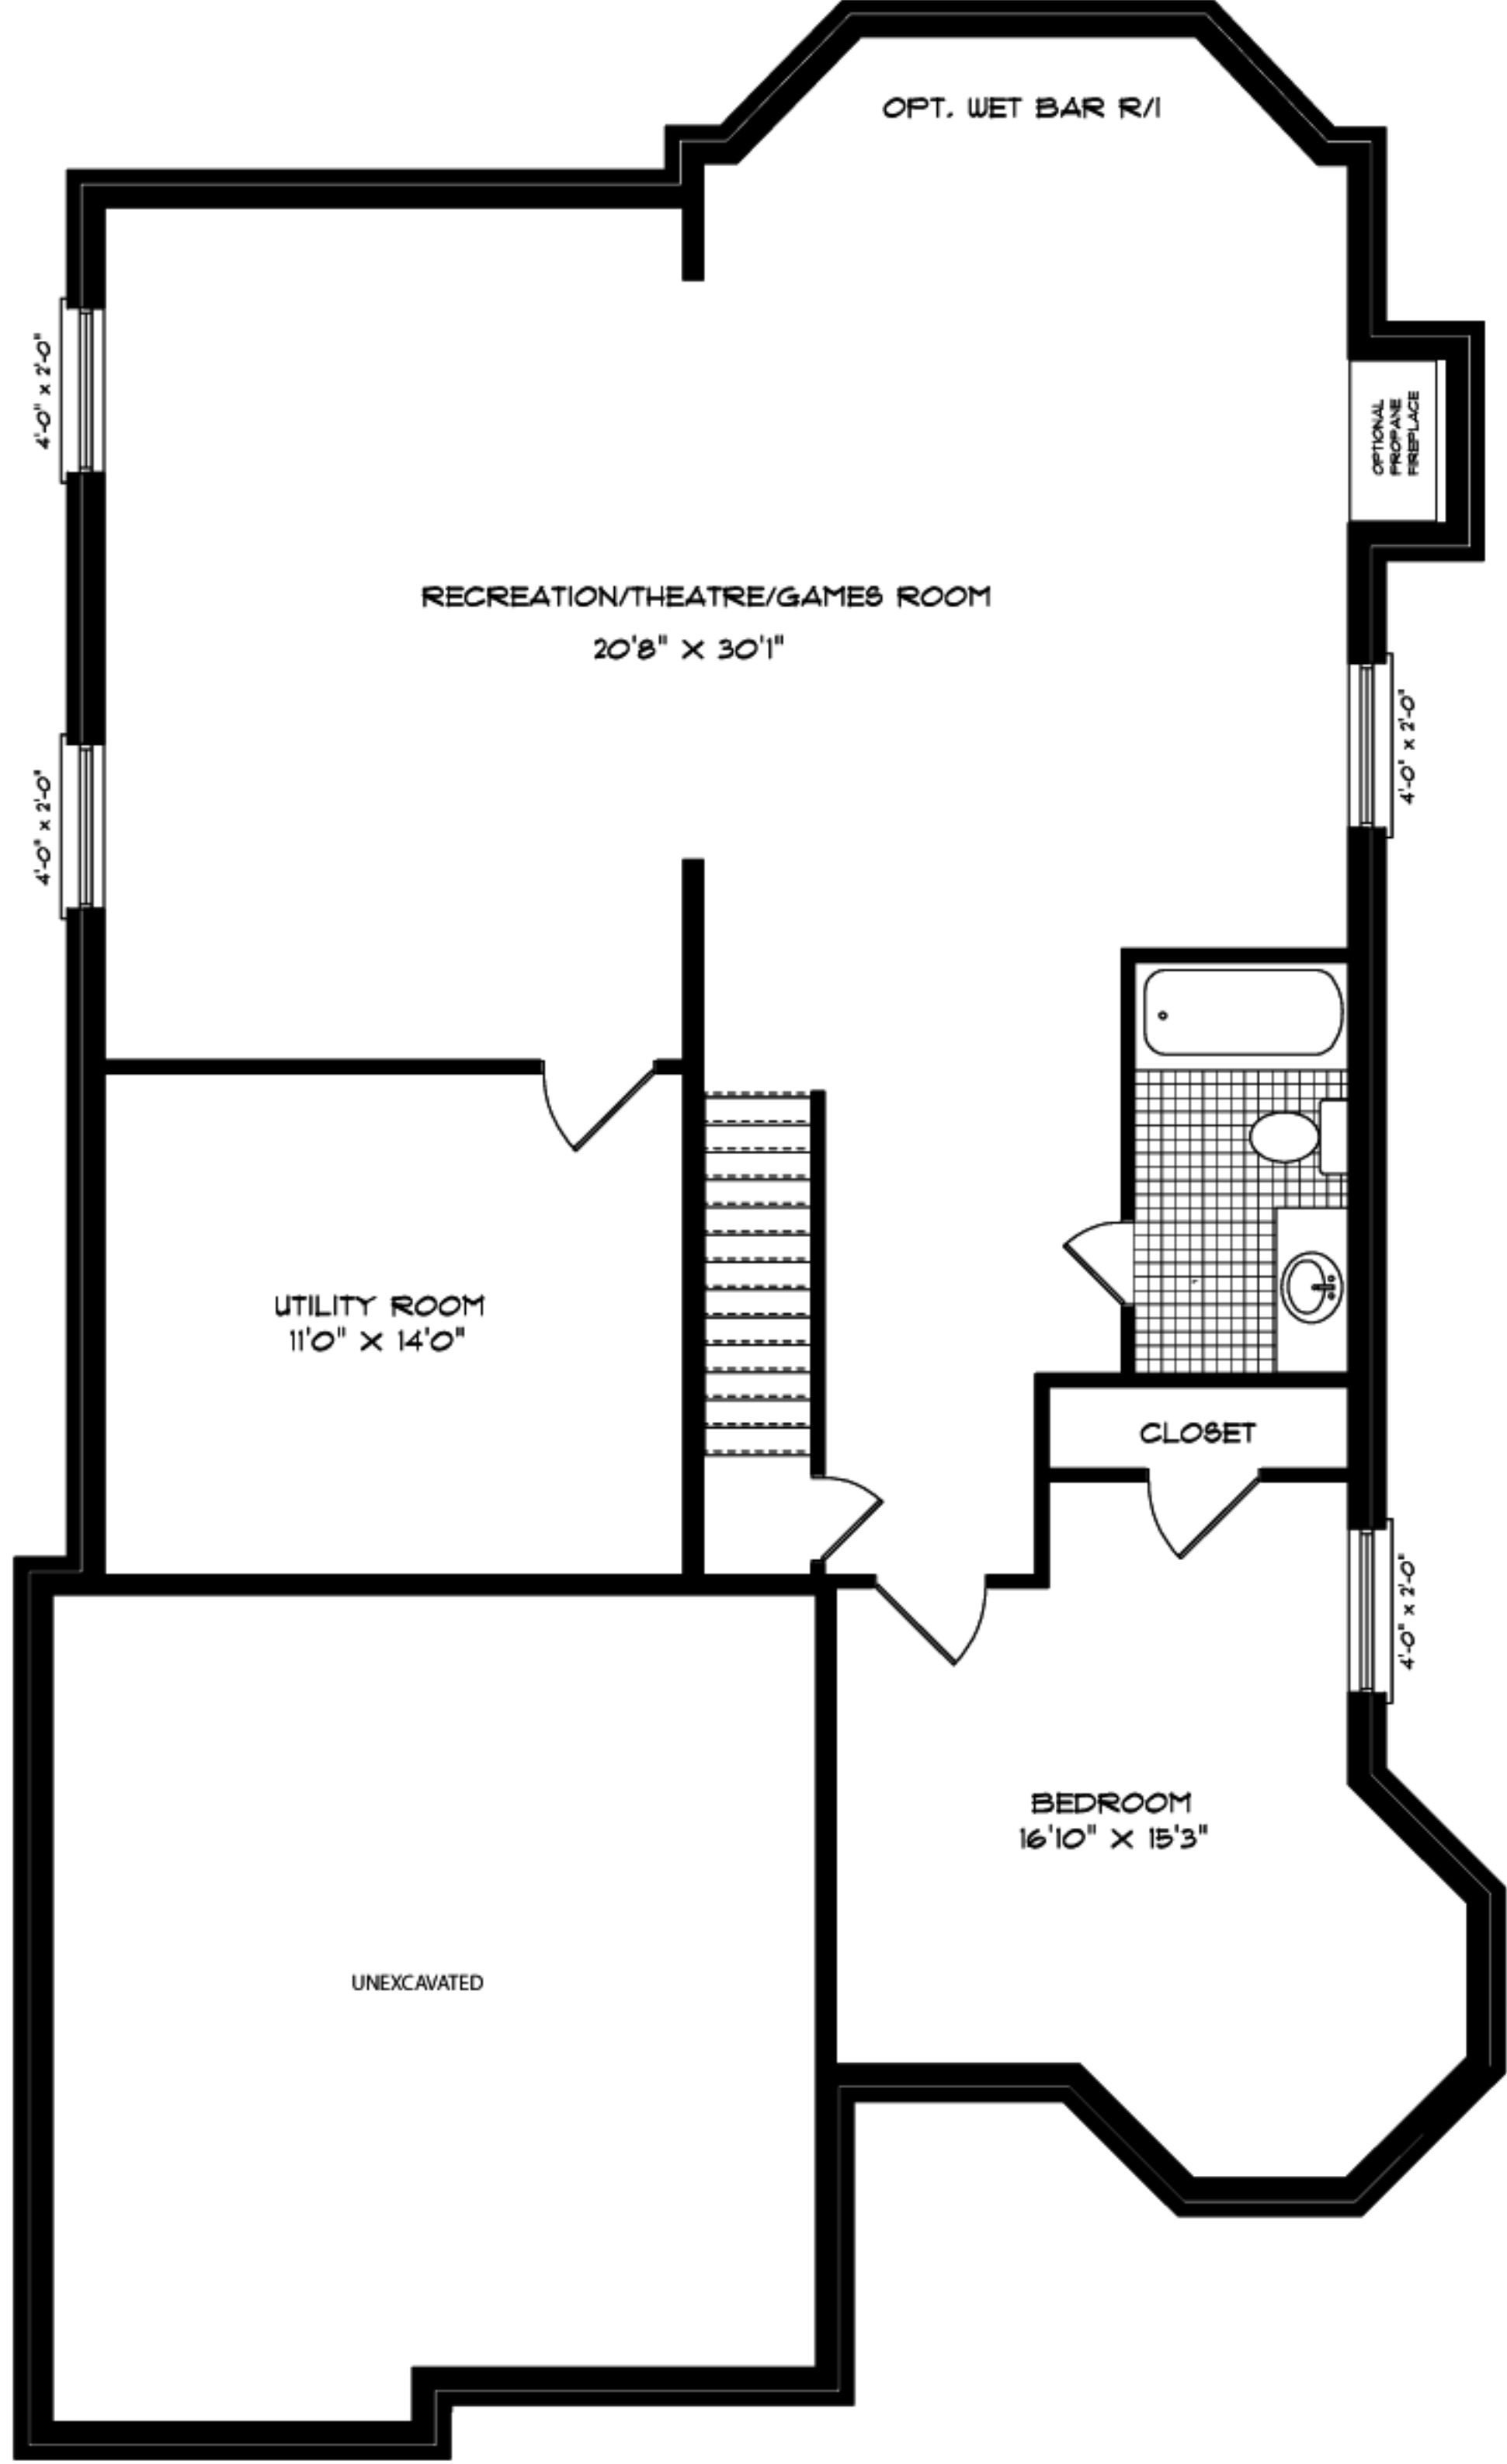 OPT. WET BAR R/I
4'-0" x 2'-0"
OPTIONAL
PROPANE
FIREPLACE
RECREATION/THEATRE/GAMES ROOM
20'8" X 30'1"
4'-0" x 2'-0"
4'-0" x 2'-0"
UTILITY ROOM
11'0" X 14'0"
CLOSET
4'-0" x 2'-0"
BEDROOM
16'10" X 15'3"
UNEXCAVATED